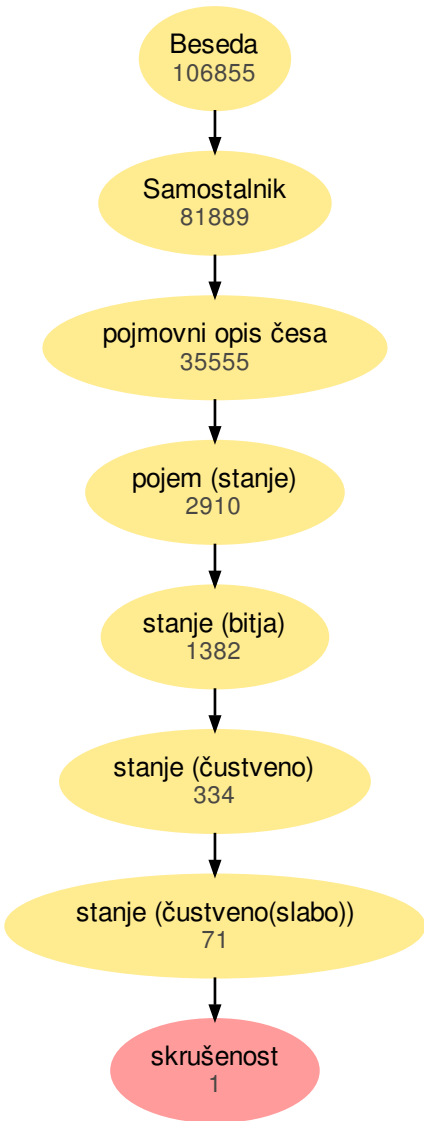 Beseda
106855
Samostalnik
81889
pojmovni opis česa
35555
pojem (stanje)
2910
stanje (bitja)
1382
stanje (čustveno)
334
stanje (čustveno(slabo))
71
skrušenost
1